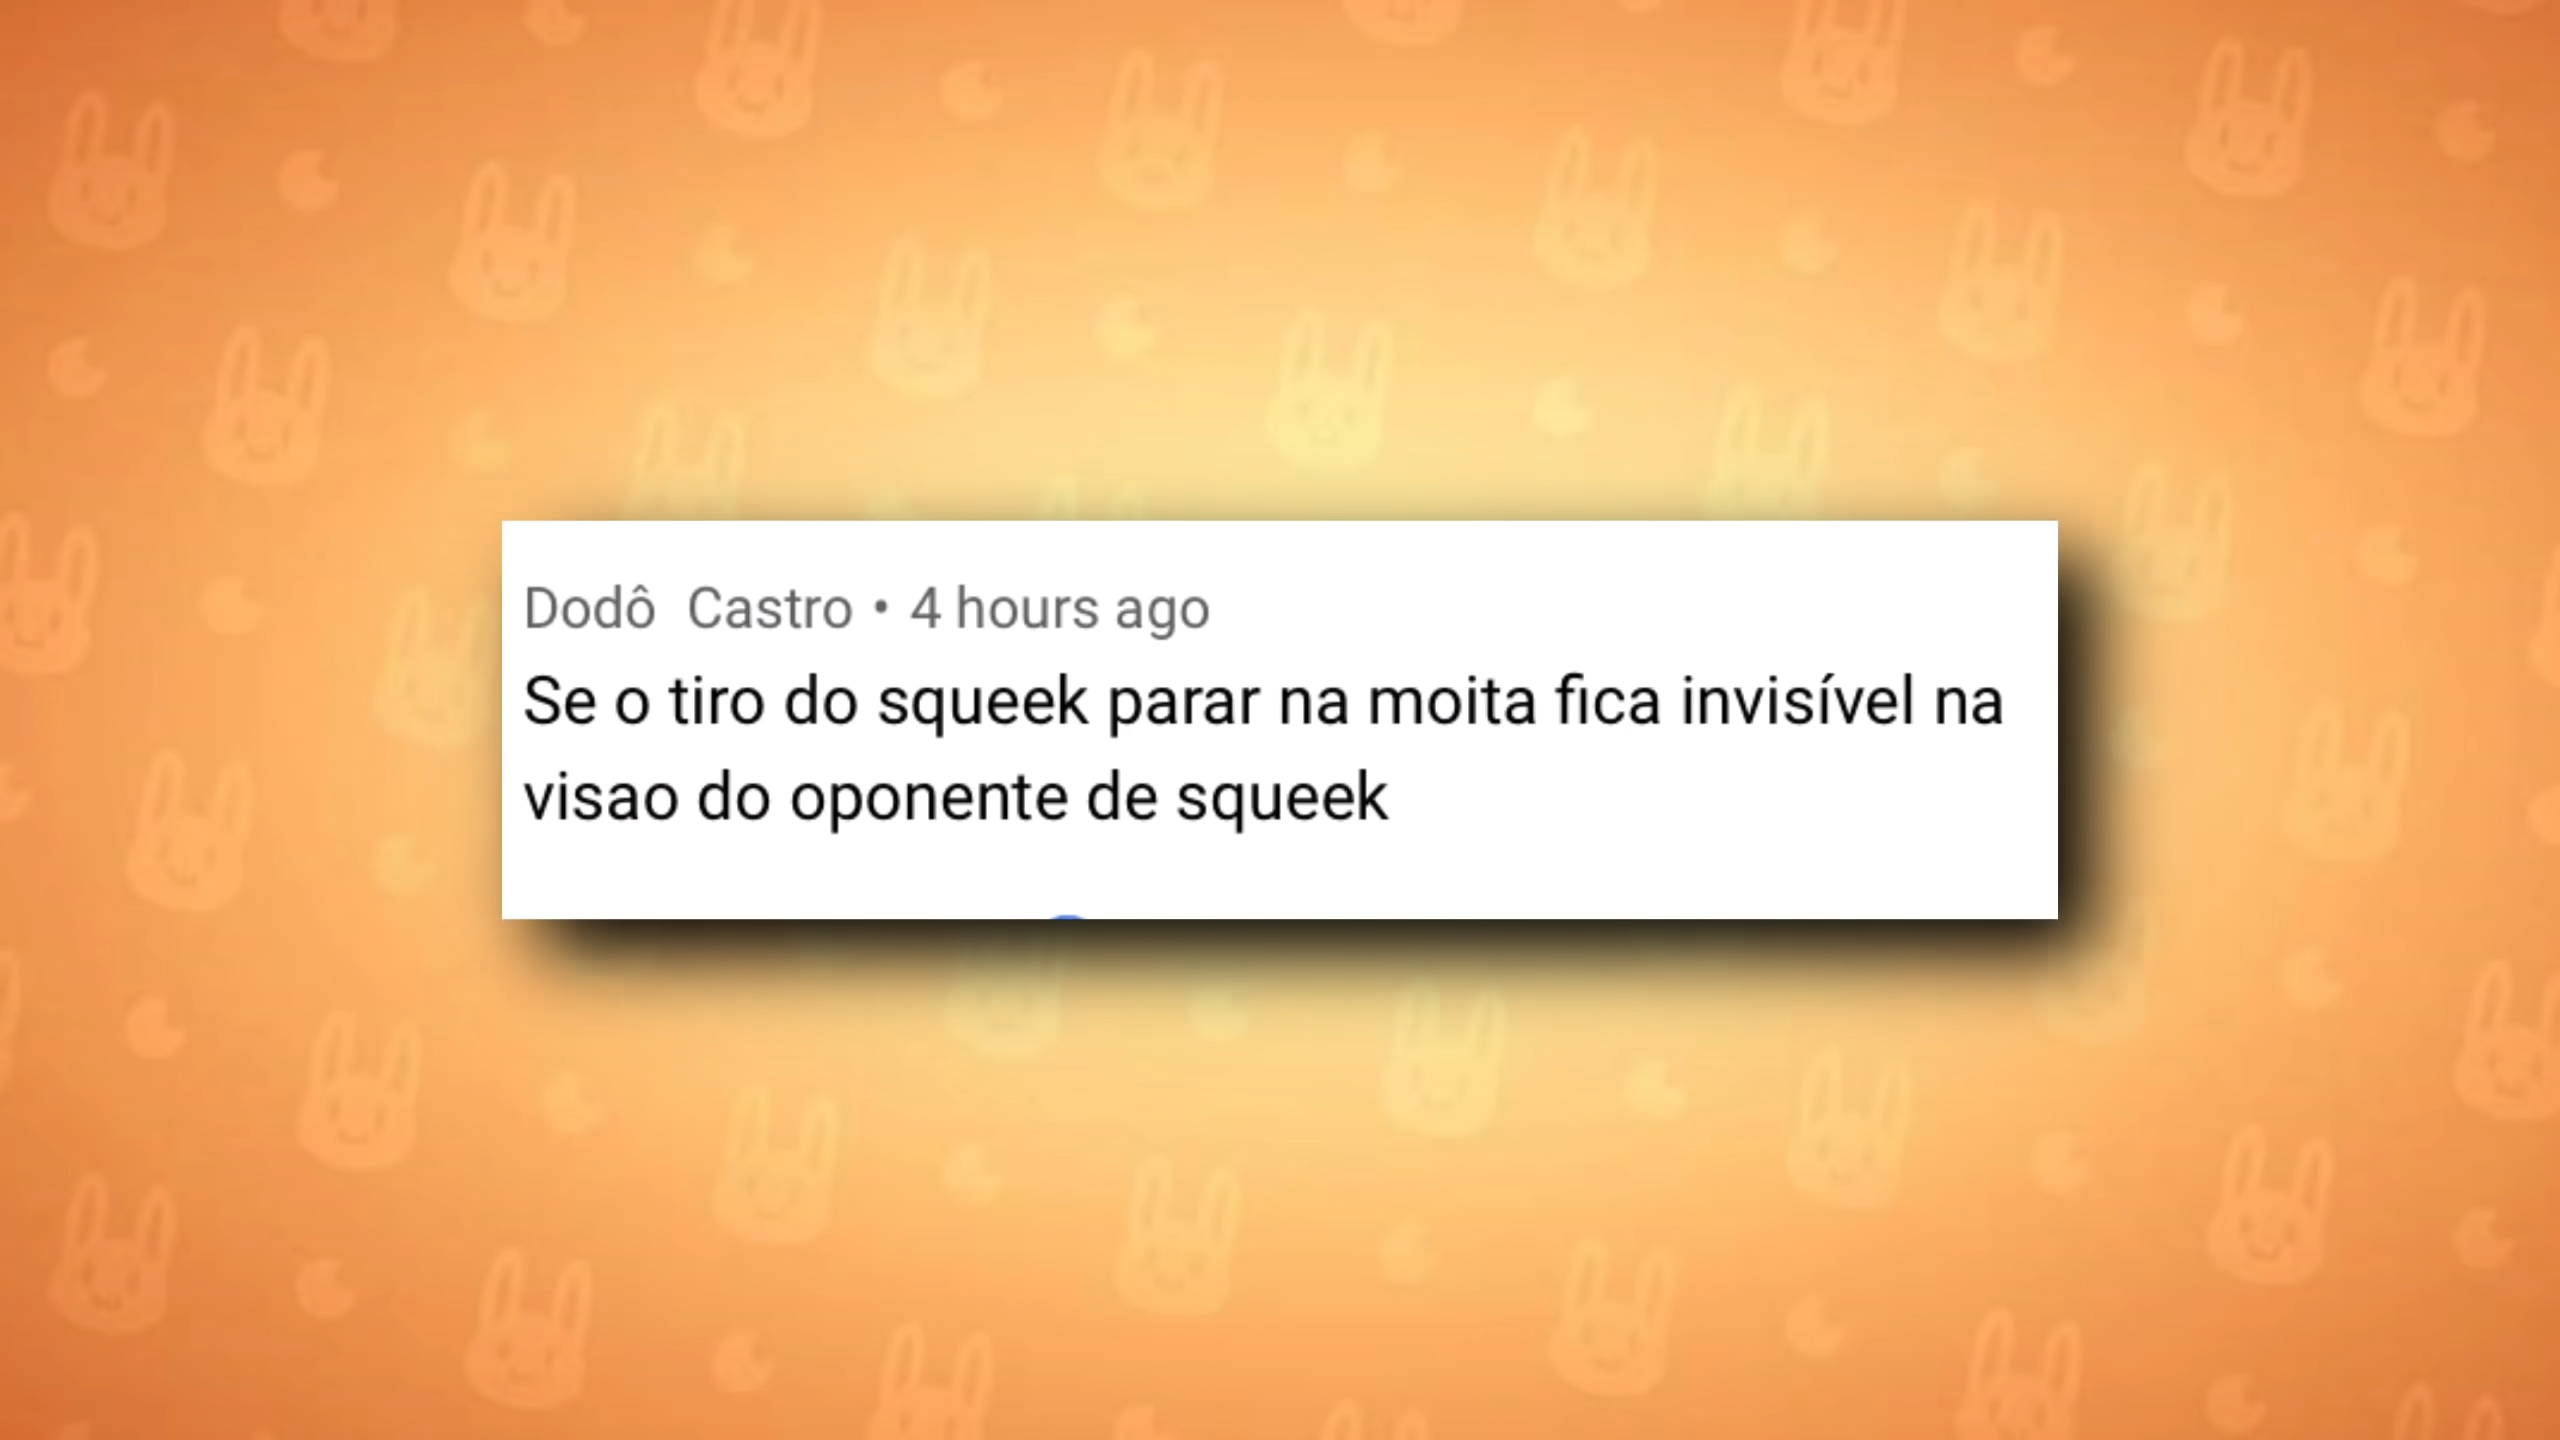 Dodô Castro • 4 hours ago
Se o tiro do squeek parar na moita fica invisível na
visao do oponente de squeek